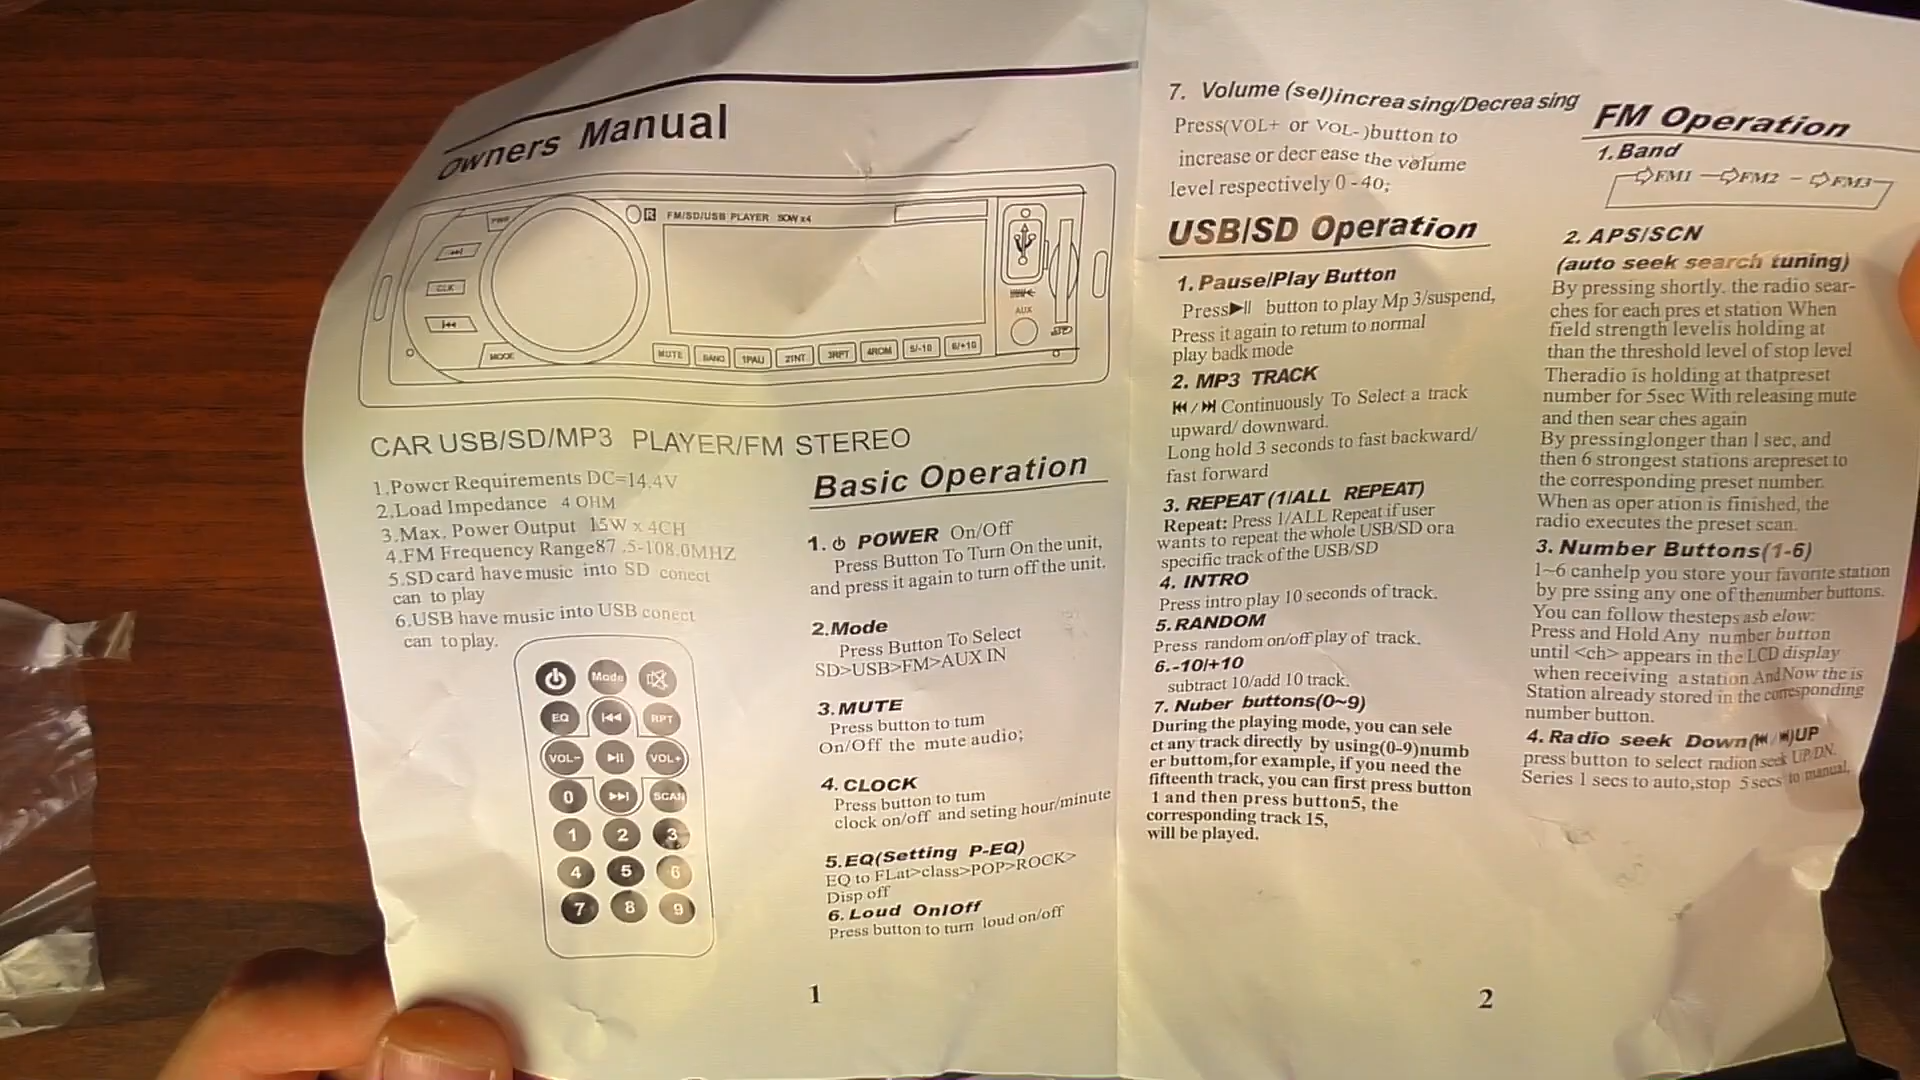 Owners Manual
PWR
CLK
MODE
R FM/SD/USB PLAYER 50W x4
MUTE BAND 1PAU 2INT 3RPT 4RDM 5/-10 6/+10
AUX
CAR USB/SD/MP3 PLAYER/FM STEREO
1.Power Requirements DC=14.4V
2.Load Impedance 4 OHM
3.Max. Power Output 15W x 4CH
4.FM Frequency Range87 .5-108.0MHZ
5.SD card have music into SD conect
can to play
6.USB have music into USB conect
can to play.
Mode
EQ RPT
VOL- VOL+
0 SCAN
1 2 3
4 5 6
7 8 9
Basic Operation
1. POWER On/Off
Press Button To Turn On the unit,
and press it again to turn off the unit.
2.Mode
Press Button To Select
SD>USB>FM>AUX IN
3.MUTE
Press button to tum
On/Off the mute audio;
4.CLOCK
Press button to tum
clock on/off and seting hour/minute
5.EQ(Setting P-EQ)
EQ to FLat>class>POP>ROCK>
Disp off
6.Loud On/Off
Press button to turn loud on/off
1
7. Volume (sel)increa sing/Decrea sing
Press(VOL+ or VOL-)button to
increase or decr ease the volume
level respectively 0 - 40;
USB/SD Operation
1. Pause/Play Button
Press button to play Mp 3/suspend,
Press it again to retum to normal
play badk mode
2. MP3 TRACK
/ Continuously To Select a track
upward/ downward.
Long hold 3 seconds to fast backward/
fast forward
3. REPEAT (1/ALL REPEAT)
Repeat: Press 1/ALL Repeat if user
wants to repeat the whole USB/SD or a
specific track of the USB/SD
4. INTRO
Press intro play 10 seconds of track.
5. RANDOM
Press random on/off play of track.
6.-10/+10
subtract 10/add 10 track.
7. Nuber buttons(0~9)
During the playing mode, you can sele
ct any track directly by using(0-9)numb
er buttom,for example, if you need the
fifteenth track, you can first press button
1 and then press button5, the
corresponding track 15,
will be played.
FM Operation
1.Band
FM1 FM2 FM3
2. APS/SCN
(auto seek search tuning)
By pressing shortly. the radio sear-
ches for each pres et station When
field strength levelis holding at
than the threshold level of stop level
Theradio is holding at thatpreset
number for 5sec With releasing mute
and then sear ches again
By pressinglonger than 1 sec, and
then 6 strongest stations arepreset to
the corresponding preset number.
When as oper ation is finished, the
radio executes the preset scan.
3. Number Buttons(1-6)
1~6 canhelp you store your favorite station
by pre ssing any one of thenumber buttons.
You can follow thesteps asb elow:
Press and Hold Any number button
until <ch> appears in the LCD display
when receiving a station AndNow the is
Station already stored in the corresponding
number button.
4. Radio seek Down( / )UP
press button to select radion seek UP/DN.
Series 1 secs to auto,stop 5 secs to manual.
2